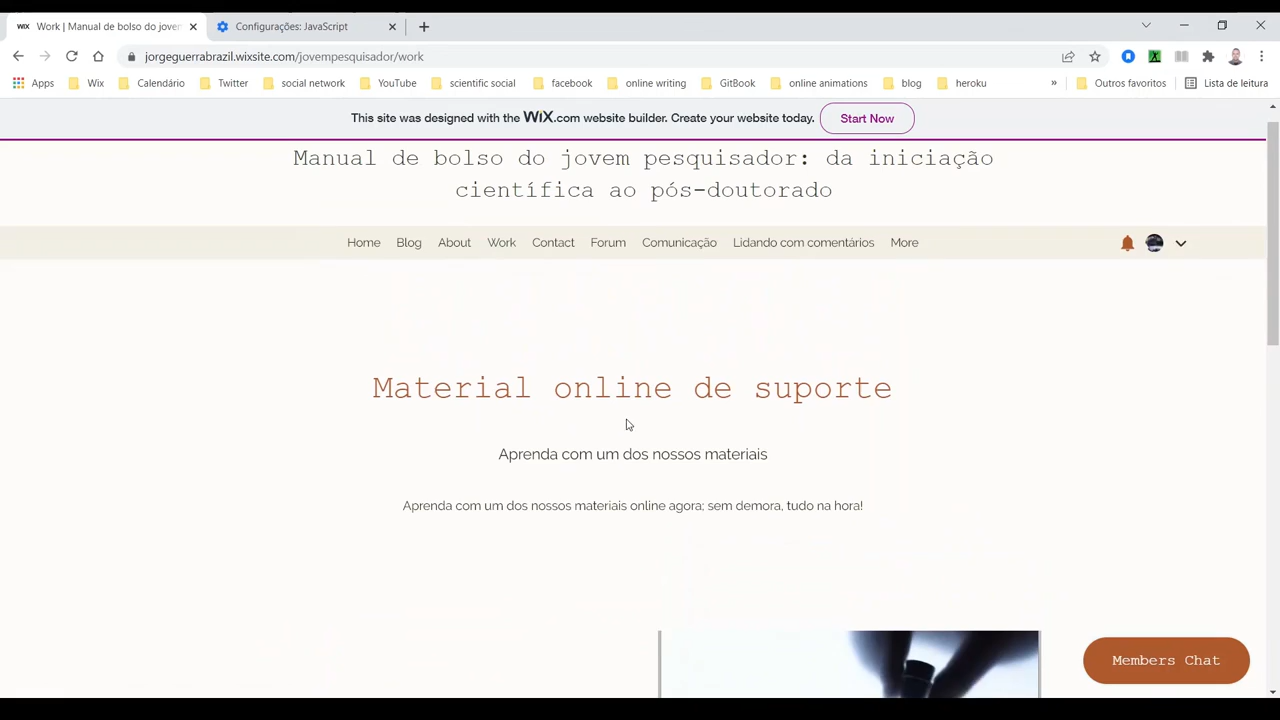 WIX Work | Manual de bolso do jovem
Configurações: JavaScript
jorgeguerrabrazil.wixsite.com/jovempesquisador/work
Apps Wix Calendário Twitter social network YouTube scientific social facebook online writing GitBook online animations blog heroku » Outros favoritos Lista de leitura
This site was designed with the WiX.com website builder. Create your website today. Start Now
Manual de bolso do jovem pesquisador: da iniciação
científica ao pós-doutorado
Home Blog About Work Contact Forum Comunicação Lidando com comentários More
Material online de suporte
Aprenda com um dos nossos materiais
Aprenda com um dos nossos materiais online agora; sem demora, tudo na hora!
Members Chat